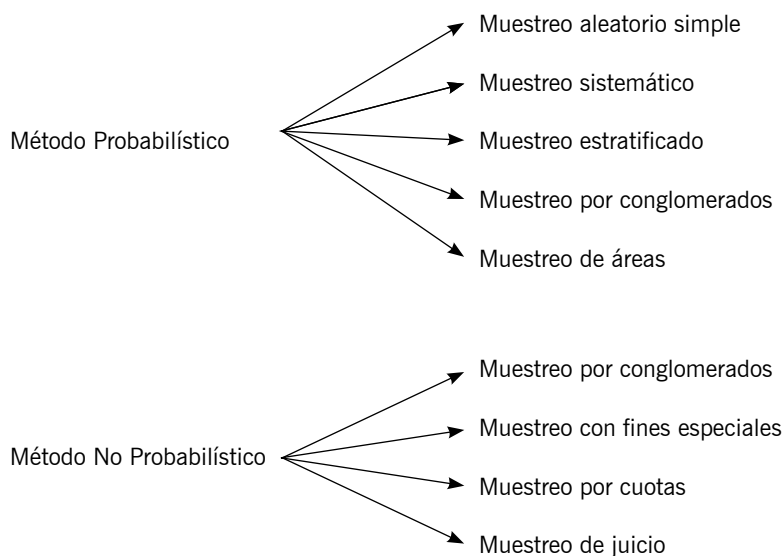 Método Probabilístico
Muestreo aleatorio simple
Muestreo sistemático
Muestreo estratificado
Muestreo por conglomerados
Muestreo de áreas
Método No Probabilístico
Muestreo por conglomerados
Muestreo con fines especiales
Muestreo por cuotas
Muestreo de juicio